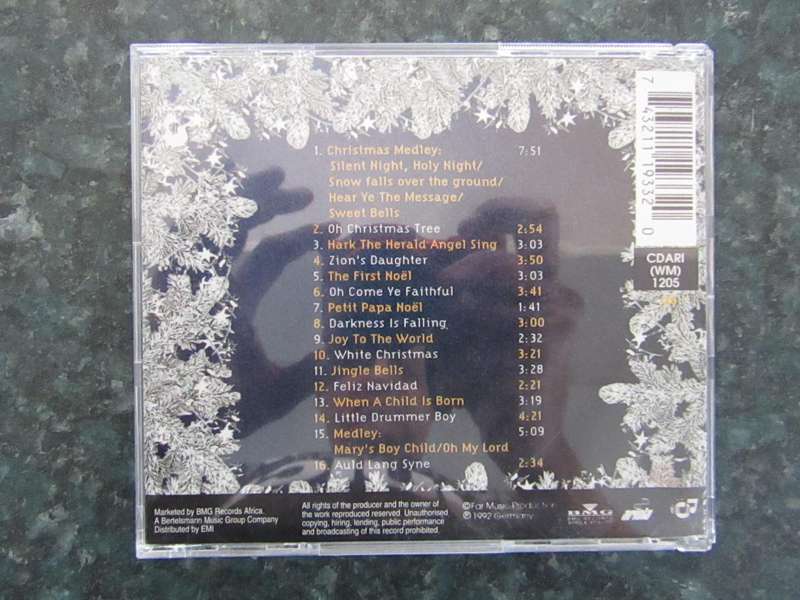 1. Christmas Medley: 7:51
Silent Night, Holy Night/
Snow falls over the ground/
Hear Ye The Message/
Sweet Bells
2. Oh Christmas Tree 2:54
3. Hark The Herald Angel Sing 3:03
4. Zion's Daughter 3:50
5. The First Noël 3:03
6. Oh Come Ye Faithful 3:41
7. Petit Papa Noël 1:41
8. Darkness Is Falling 3:00
9. Joy To The World 2:32
10. White Christmas 3:21
11. Jingle Bells 3:28
12. Feliz Navidad 2:21
13. When A Child Is Born 3:19
14. Little Drummer Boy 4:21
15. Medley: 5:09
Mary's Boy Child/Oh My Lord
16. Auld Lang Syne 2:34
7 43211 19332 0
CDARI
(WM)
1205
Marketed by BMG Records Africa.
A Bertelsmann Music Group Company
Distributed by EMI
All rights of the producer and the owner of
the work reproduced reserved. Unauthorised
copying, hiring, lending, public performance
and broadcasting of this record prohibited.
©Far Music Production
℗ 1992 Germany
BMG